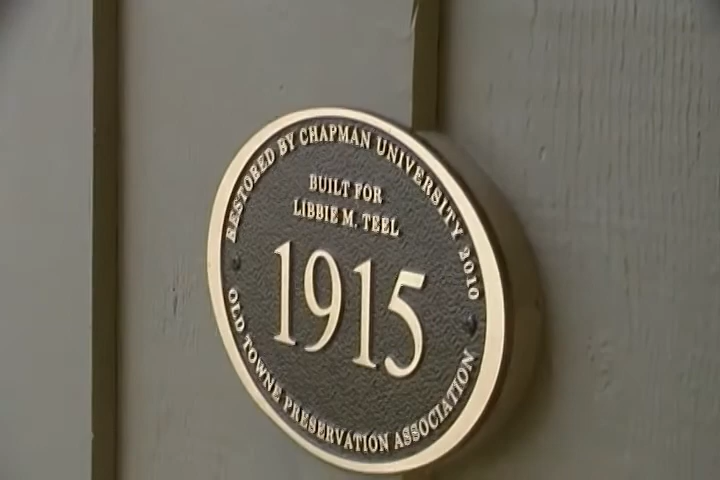 RESTORED BY CHAPMAN UNIVERSITY 2010
BUILT FOR
LIBBIE M. TEEL
1915
OLD TOWNE PRESERVATION ASSOCIATION